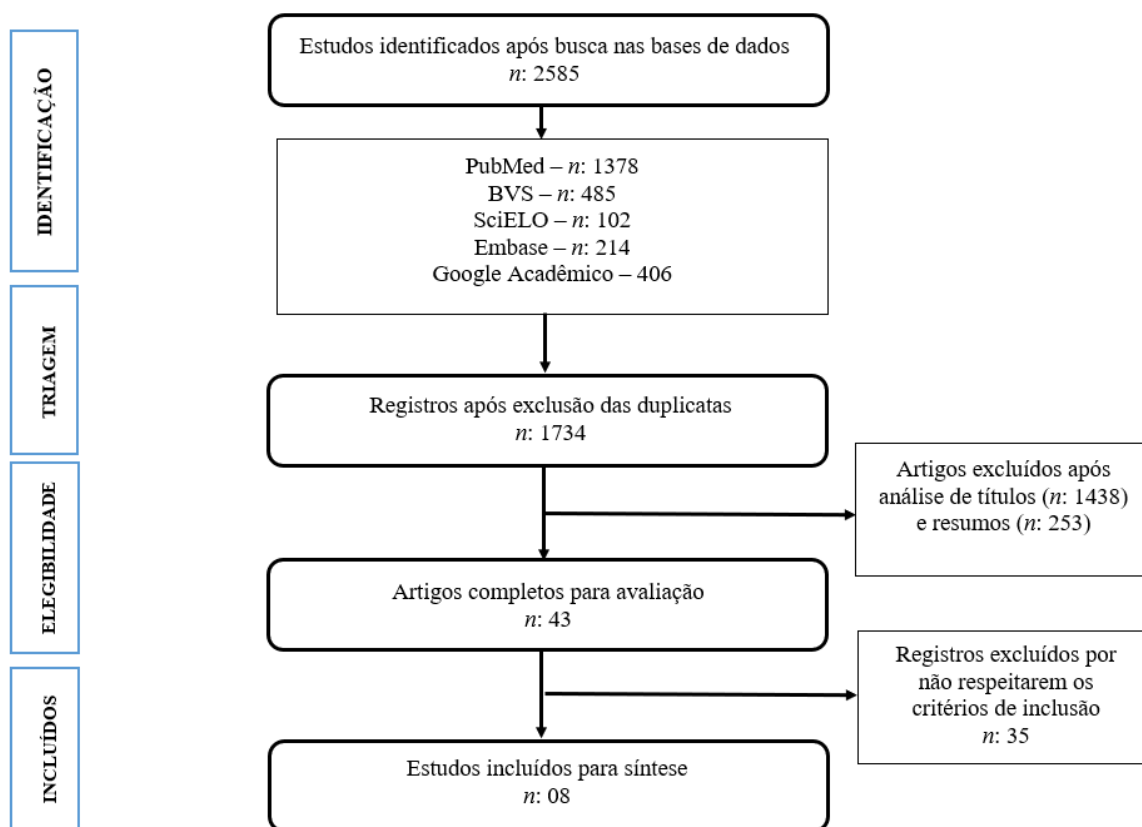 IDENTIFICAÇÃO
Estudos identificados após busca nas bases de dados
n: 2585
PubMed – n: 1378
BVS – n: 485
SciELO – n: 102
Embase – n: 214
Google Acadêmico – 406
TRIAGEM
Registros após exclusão das duplicatas
n: 1734
Artigos excluídos após
análise de títulos (n: 1438)
e resumos (n: 253)
ELEGIBILIDADE
Artigos completos para avaliação
n: 43
Registros excluídos por
não respeitarem os
critérios de inclusão
n: 35
INCLUÍDOS
Estudos incluídos para síntese
n: 08